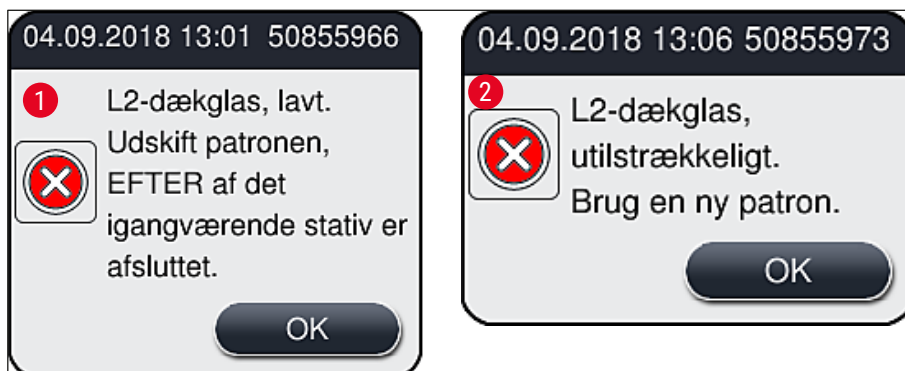 04.09.2018 13:01 50855966
1
L2-dækglas, lavt.
Udskift patronen,
EFTER af det
igangværende stativ er
afsluttet.
OK
04.09.2018 13:06 50855973
2
L2-dækglas,
utilstrækkeligt.
Brug en ny patron.
OK